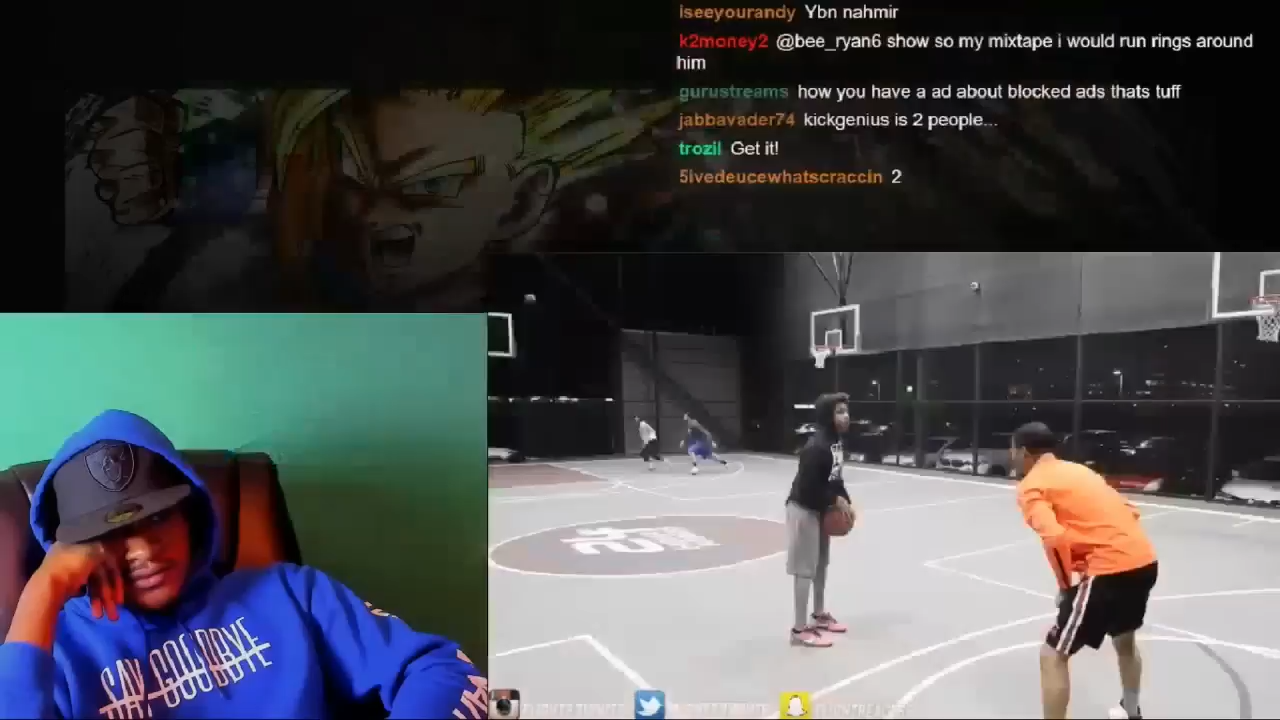 iseeyourandy Ybn nahmir
k2money2 @bee_ryan6 show so my mixtape i would run rings around
him
gurustreams how you have a ad about blocked ads thats tuff
jabbavader74 kickgenius is 2 people...
trozil Get it!
5ivedeucewhatscraccin 2
SAY GOODBYE